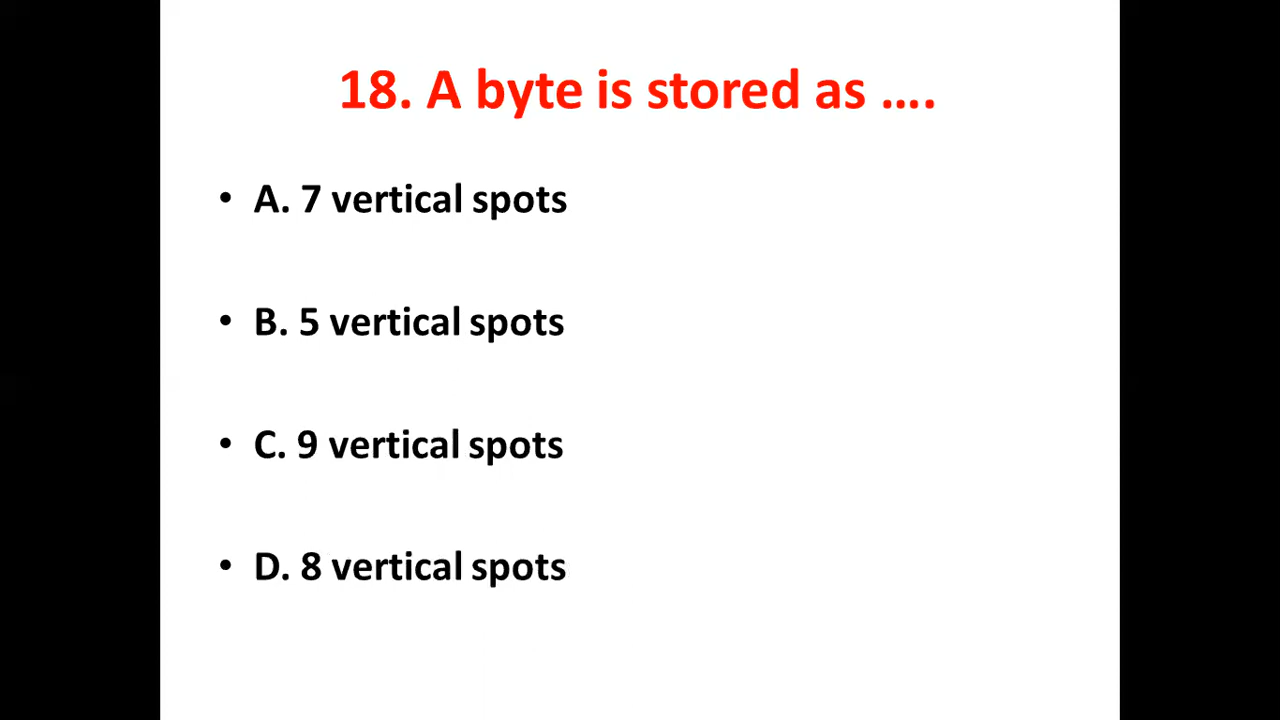 18. A byte is stored as ....
• A. 7 vertical spots
• B. 5 vertical spots
• C. 9 vertical spots
• D. 8 vertical spots